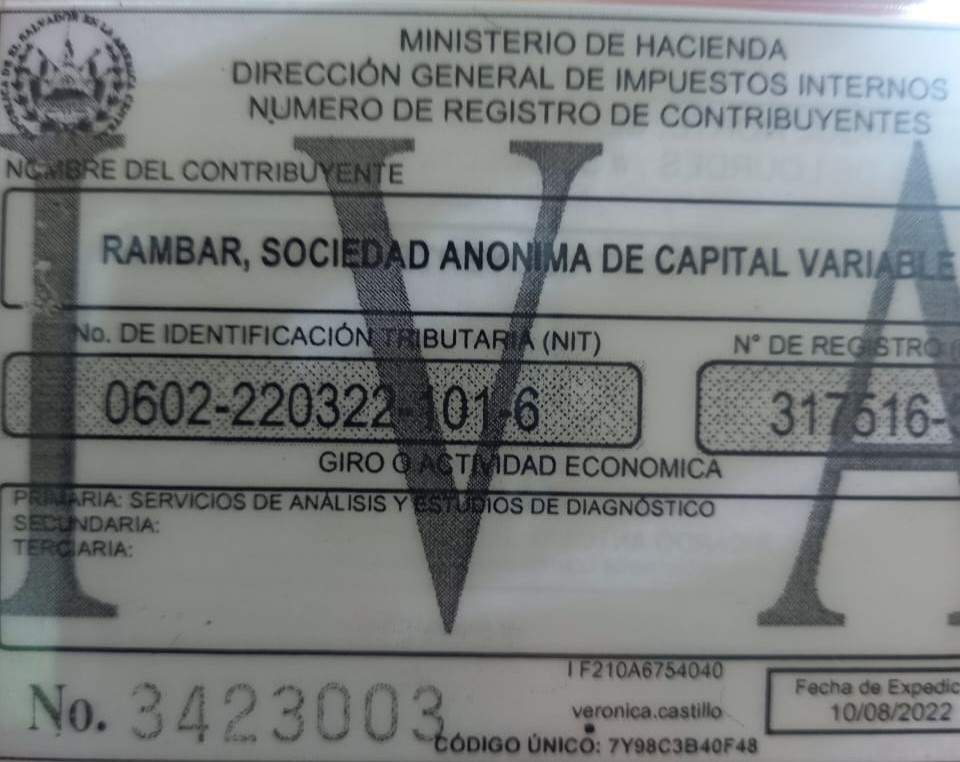 MINISTERIO DE HACIENDA
DIRECCIÓN GENERAL DE IMPUESTOS INTERNOS
NUMERO DE REGISTRO DE CONTRIBUYENTES
IVA
NOMBRE DEL CONTRIBUYENTE
RAMBAR, SOCIEDAD ANONIMA DE CAPITAL VARIABLE
No. DE IDENTIFICACIÓN TRIBUTARIA (NIT) N° DE REGISTRO
0602-220322-101-6 317516-
GIRO O ACTIVIDAD ECONOMICA
PRIMARIA: SERVICIOS DE ANÁLISIS Y ESTUDIOS DE DIAGNÓSTICO
SECUNDARIA:
TERCIARIA:
F210A6754040
No. 3423003 veronica.castillo Fecha de Expedic
10/08/2022
CÓDIGO ÚNICO: 7Y98C3B40F48